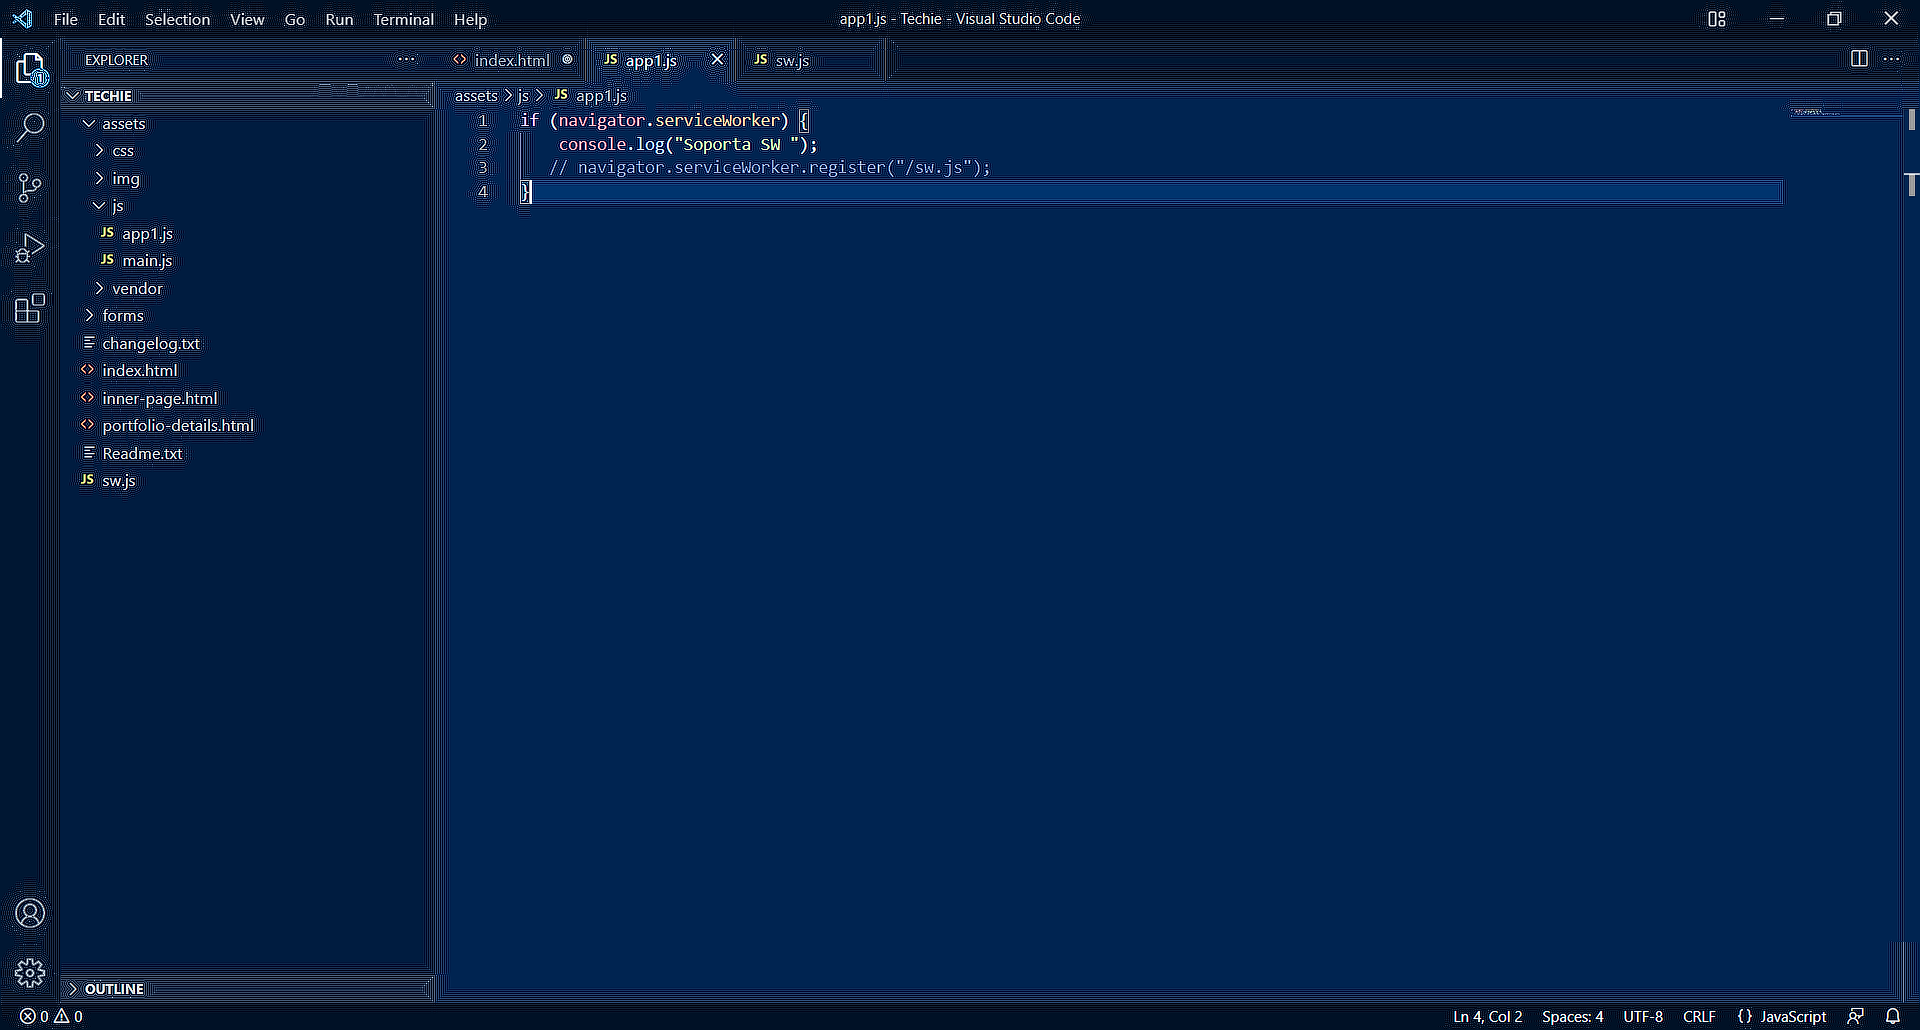 File Edit Selection View Go Run Terminal Help
app1.js - Techie - Visual Studio Code
EXPLORER
index.html
JS app1.js
JS sw.js
TECHIE
assets
css
img
js
JS app1.js
JS main.js
vendor
forms
changelog.txt
index.html
inner-page.html
portfolio-details.html
Readme.txt
JS sw.js
OUTLINE
assets > js > JS app1.js
1 if (navigator.serviceWorker) {
2 console.log("Soporta SW ");
3 // navigator.serviceWorker.register("/sw.js");
4 }
0 0
Ln 4, Col 2 Spaces: 4 UTF-8 CRLF {} JavaScript